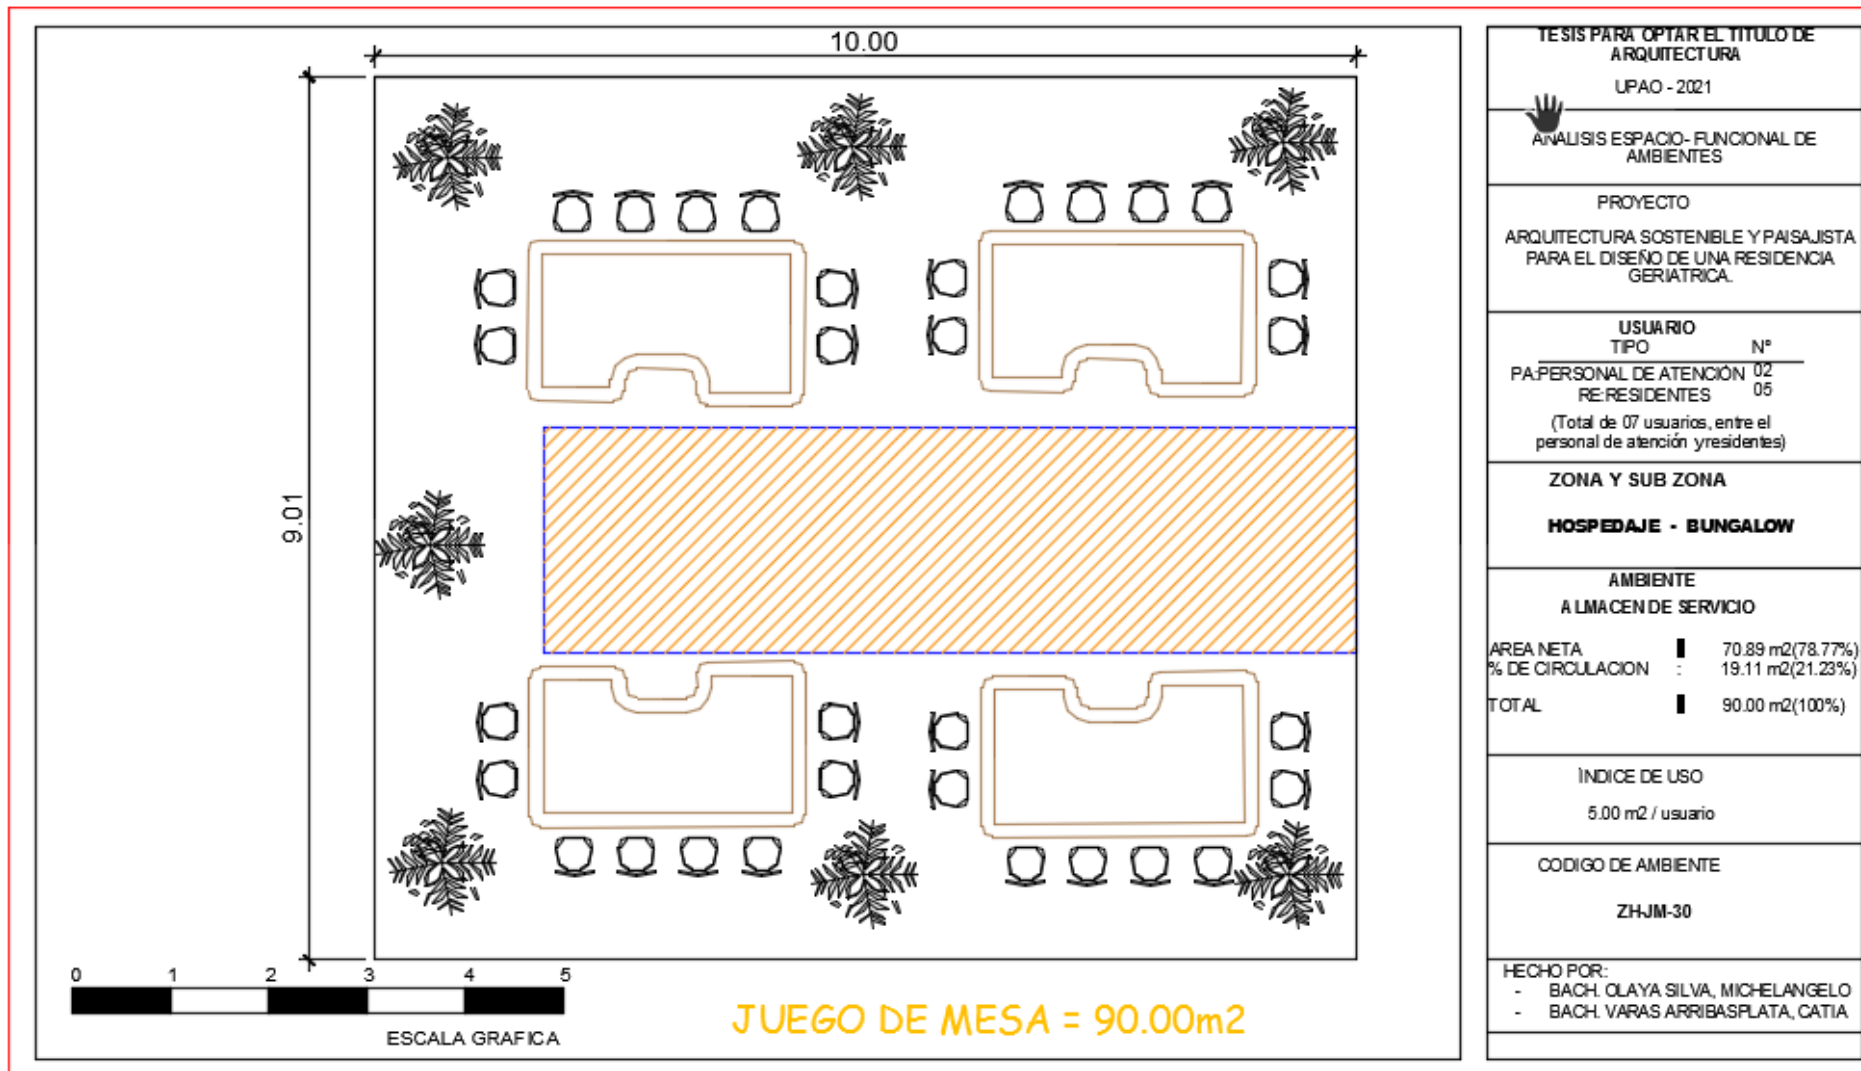 10.00
9.01
0 1 2 3 4 5
ESCALA GRAFICA
JUEGO DE MESA = 90.00m2
TESIS PARA OPTAR EL TITULO DE
ARQUITECTURA
UPAO - 2021
ANALISIS ESPACIO- FUNCIONAL DE
AMBIENTES
PROYECTO
ARQUITECTURA SOSTENIBLE Y PAISAJISTA
PARA EL DISEÑO DE UNA RESIDENCIA
GERIATRICA.
USUARIO
TIPO N°
PA:PERSONAL DE ATENCIÓN 02
RE:RESIDENTES 05
(Total de 07 usuarios, entre el
personal de atención y residentes)
ZONA Y SUB ZONA
HOSPEDAJE - BUNGALOW
AMBIENTE
ALMACEN DE SERVICIO
AREA NETA : 70.89 m2(78.77%)
% DE CIRCULACION : 19.11 m2(21.23%)
TOTAL : 90.00 m2(100%)
ÌNDICE DE USO
5.00 m2 / usuario
CODIGO DE AMBIENTE
ZHJM-30
HECHO POR:
- BACH. OLAYA SILVA, MICHELANGELO
- BACH. VARAS ARRIBASPLATA, CATIA